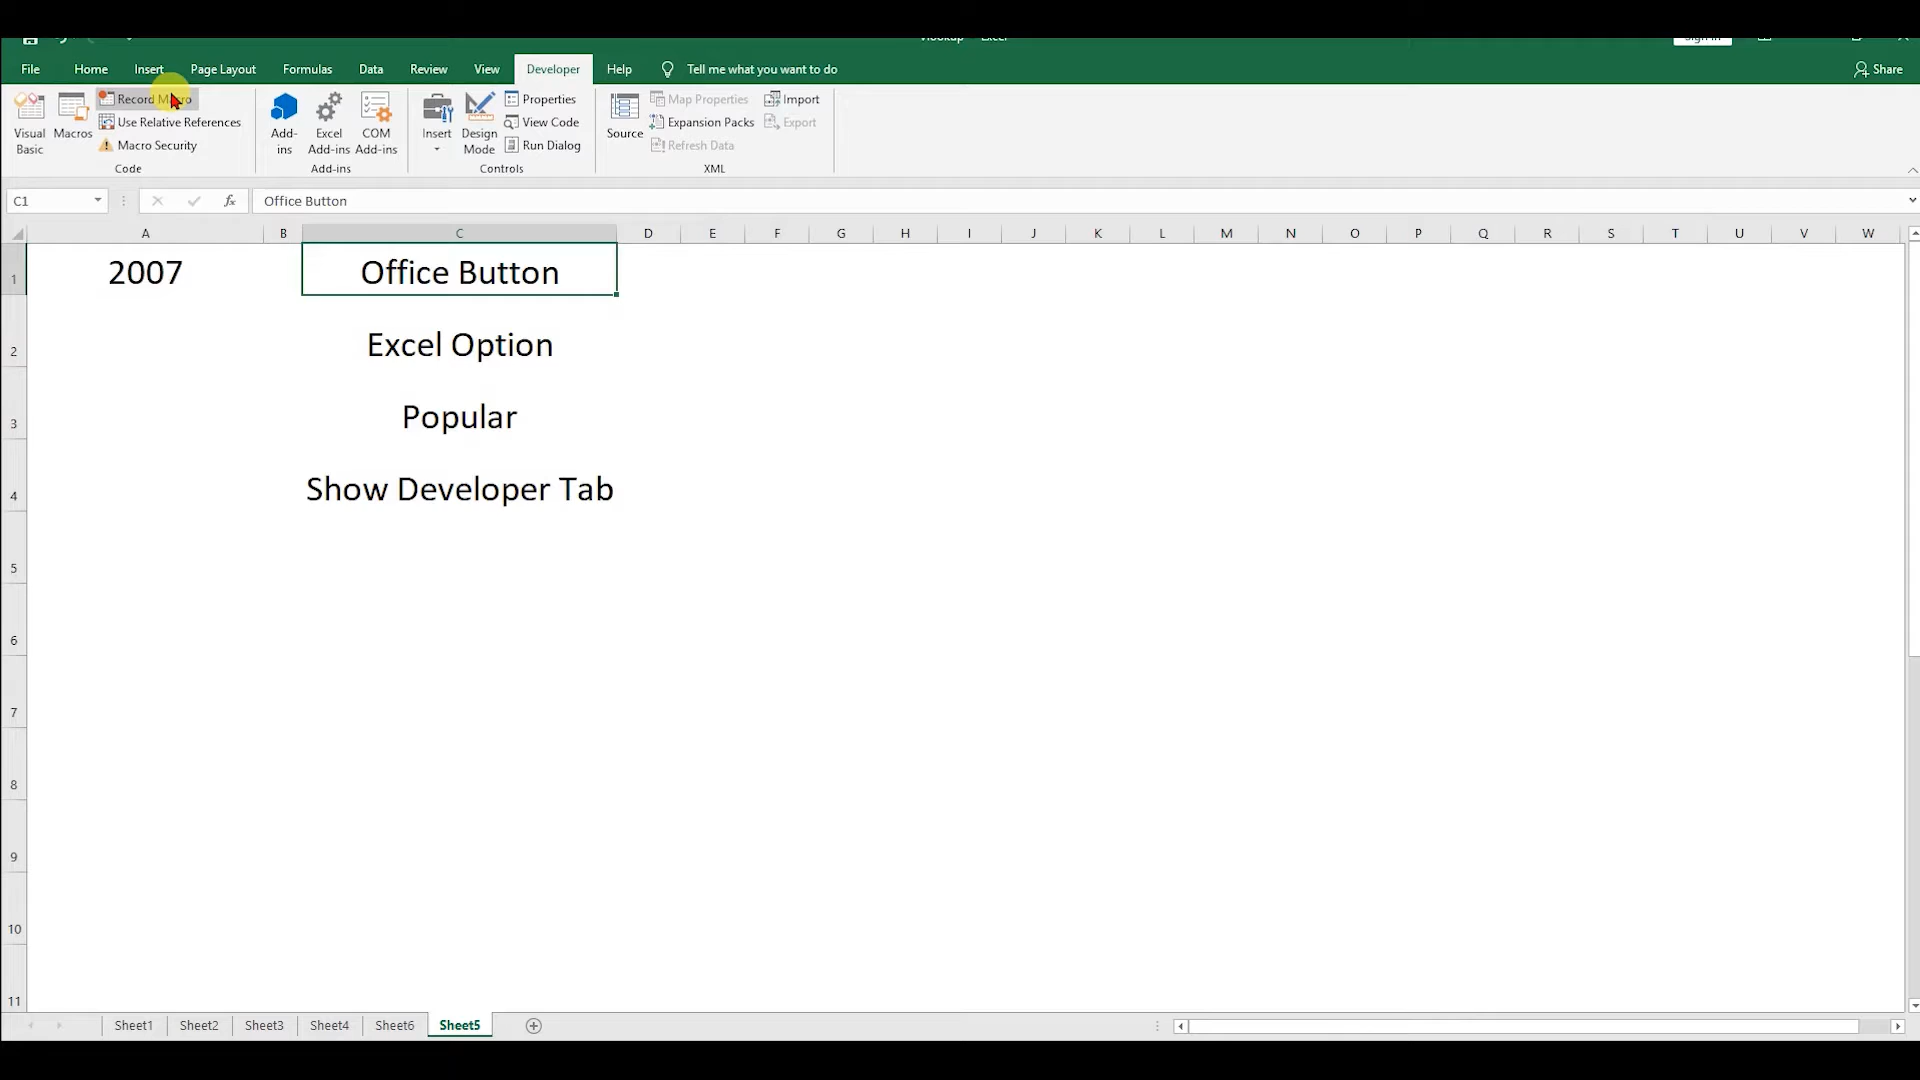 File Home Insert Page Layout Formulas Data Review View Developer Help Tell me what you want to do Share
Visual Basic
Macros
Record Macro
Use Relative References
Macro Security
Code
Add-ins
Excel Add-ins
COM Add-ins
Add-ins
Insert
Design Mode
Properties
View Code
Run Dialog
Controls
Source
Map Properties
Expansion Packs
Refresh Data
Import
Export
XML
C1 fx Office Button
A B C D E F G H I J K L M N O P Q R S T U V W
1 2007 Office Button
2 Excel Option
3 Popular
4 Show Developer Tab
5
6
7
8
9
10
11
Sheet1 Sheet2 Sheet3 Sheet4 Sheet6 Sheet5